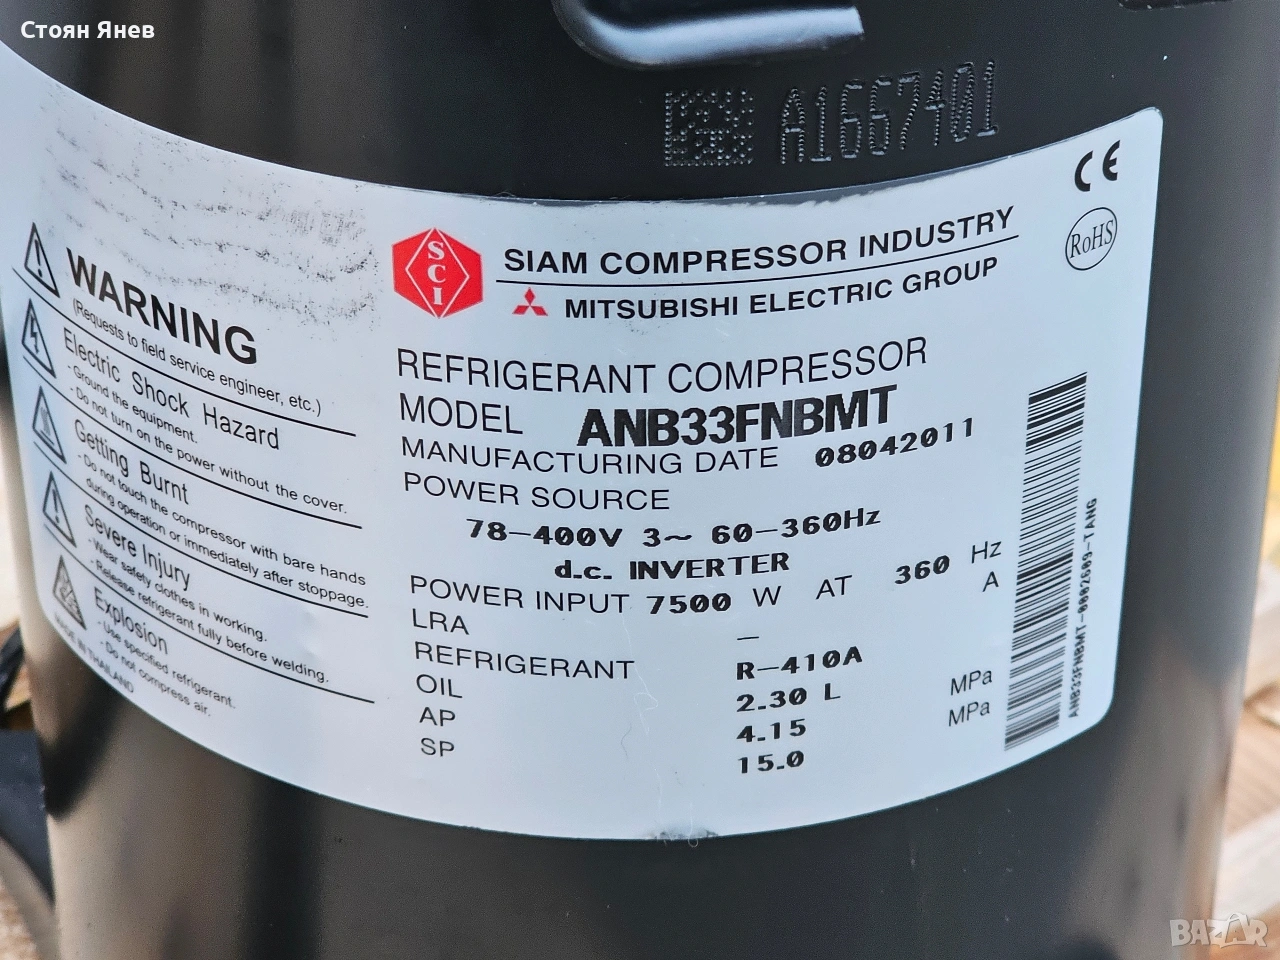 Стоян Янев
A1667401
CE
RoHS
SCI
SIAM COMPRESSOR INDUSTRY
MITSUBISHI ELECTRIC GROUP
REFRIGERANT COMPRESSOR
MODEL ANB33FNBMT
MANUFACTURING DATE 08042011
POWER SOURCE
78-400V 3~ 60-360Hz
d.c. INVERTER
POWER INPUT 7500 W AT 360 Hz
LRA - A
REFRIGERANT R-410A
OIL 2.30 L
AP 4.15 MPa
SP 15.0 MPa
ANB33FNBMT-0002609-TANG
WARNING
(Requests to field service engineer, etc.)
Electric Shock Hazard
- Ground the equipment.
- Do not turn on the power without the cover.
Getting Burnt
- Do not touch the compressor with bare hands
during operation or immediately after stoppage.
Severe Injury
- Wear safety clothes in working.
- Release refrigerant fully before welding.
Explosion
- Use specified refrigerant.
- Do not compress air.
MADE IN THAILAND
BAZAR